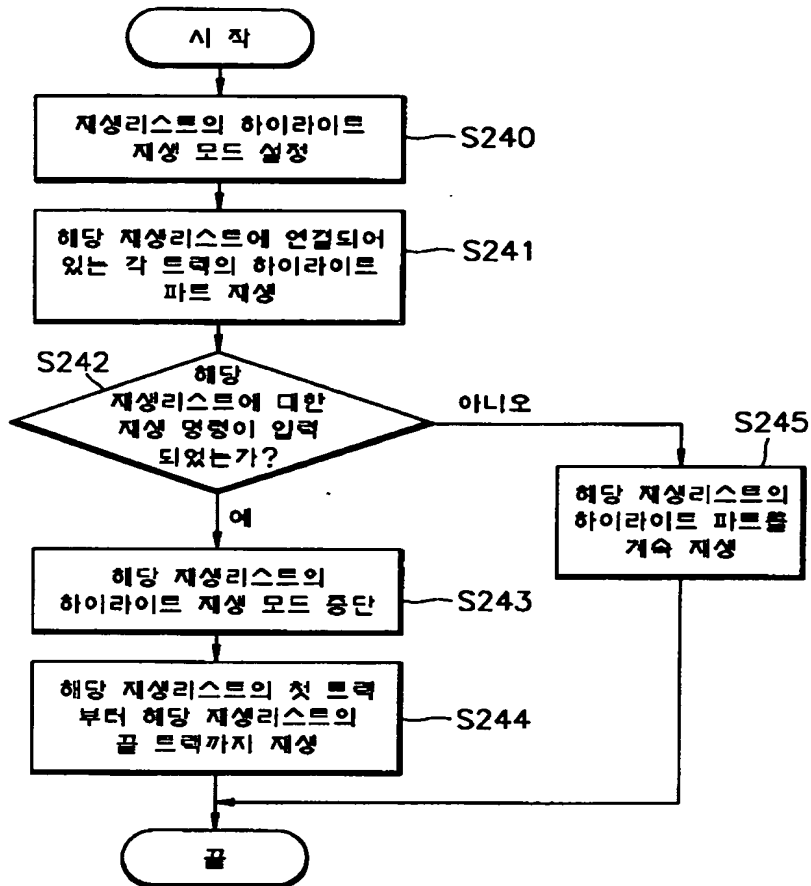 시 작
재생리스트의 하이라이트
재생 모드 설정
S240
해당 재생리스트에 연결되어
있는 각 트랙의 하이라이트
파트 재생
S241
S242
해당
재생리스트에 대한
재생 명령이 입력
되었는가?
아니오
예
S245
해당 재생리스트의
하이라이트 파트를
계속 재생
해당 재생리스트의
하이라이트 재생 모드 중단
S243
해당 재생리스트의 첫 트랙
부터 해당 재생리스트의
끝 트랙까지 재생
S244
끝